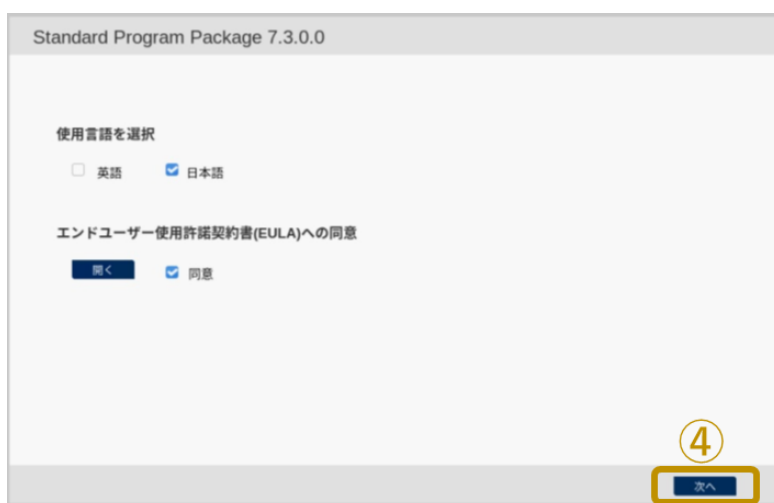 Standard Program Package 7.3.0.0
使用言語を選択
英語 日本語
エンドユーザー使用許諾契約書(EULA)への同意
開く 同意
④
次へ